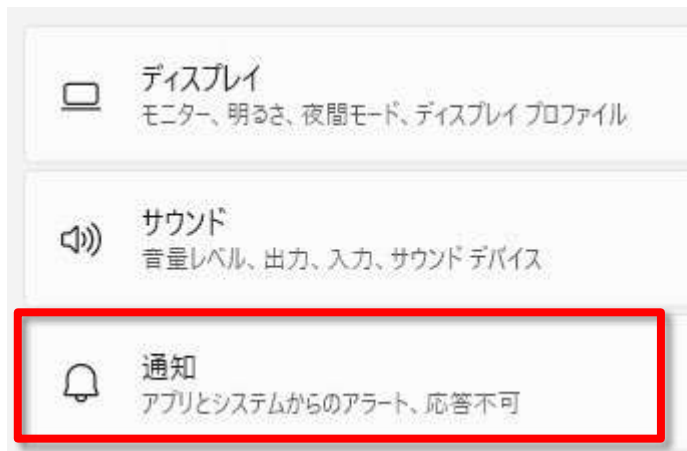 ディスプレイ
モニター、明るさ、夜間モード、ディスプレイ プロファイル
サウンド
音量レベル、出力、入力、サウンド デバイス
通知
アプリとシステムからのアラート、応答不可